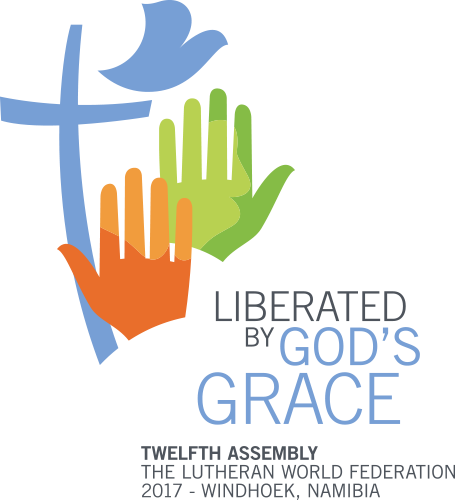 LIBERATED
BY GOD'S
GRACE
TWELFTH ASSEMBLY
THE LUTHERAN WORLD FEDERATION
2017 - WINDHOEK, NAMIBIA